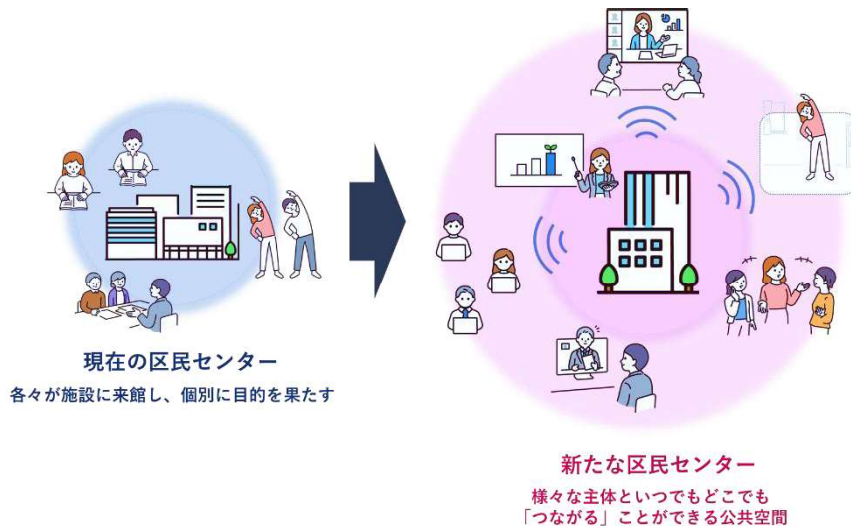 現在の区民センター
各々が施設に来館し、個別に目的を果たす
新たな区民センター
様々な主体といつでもどこでも
「つながる」ことができる公共空間